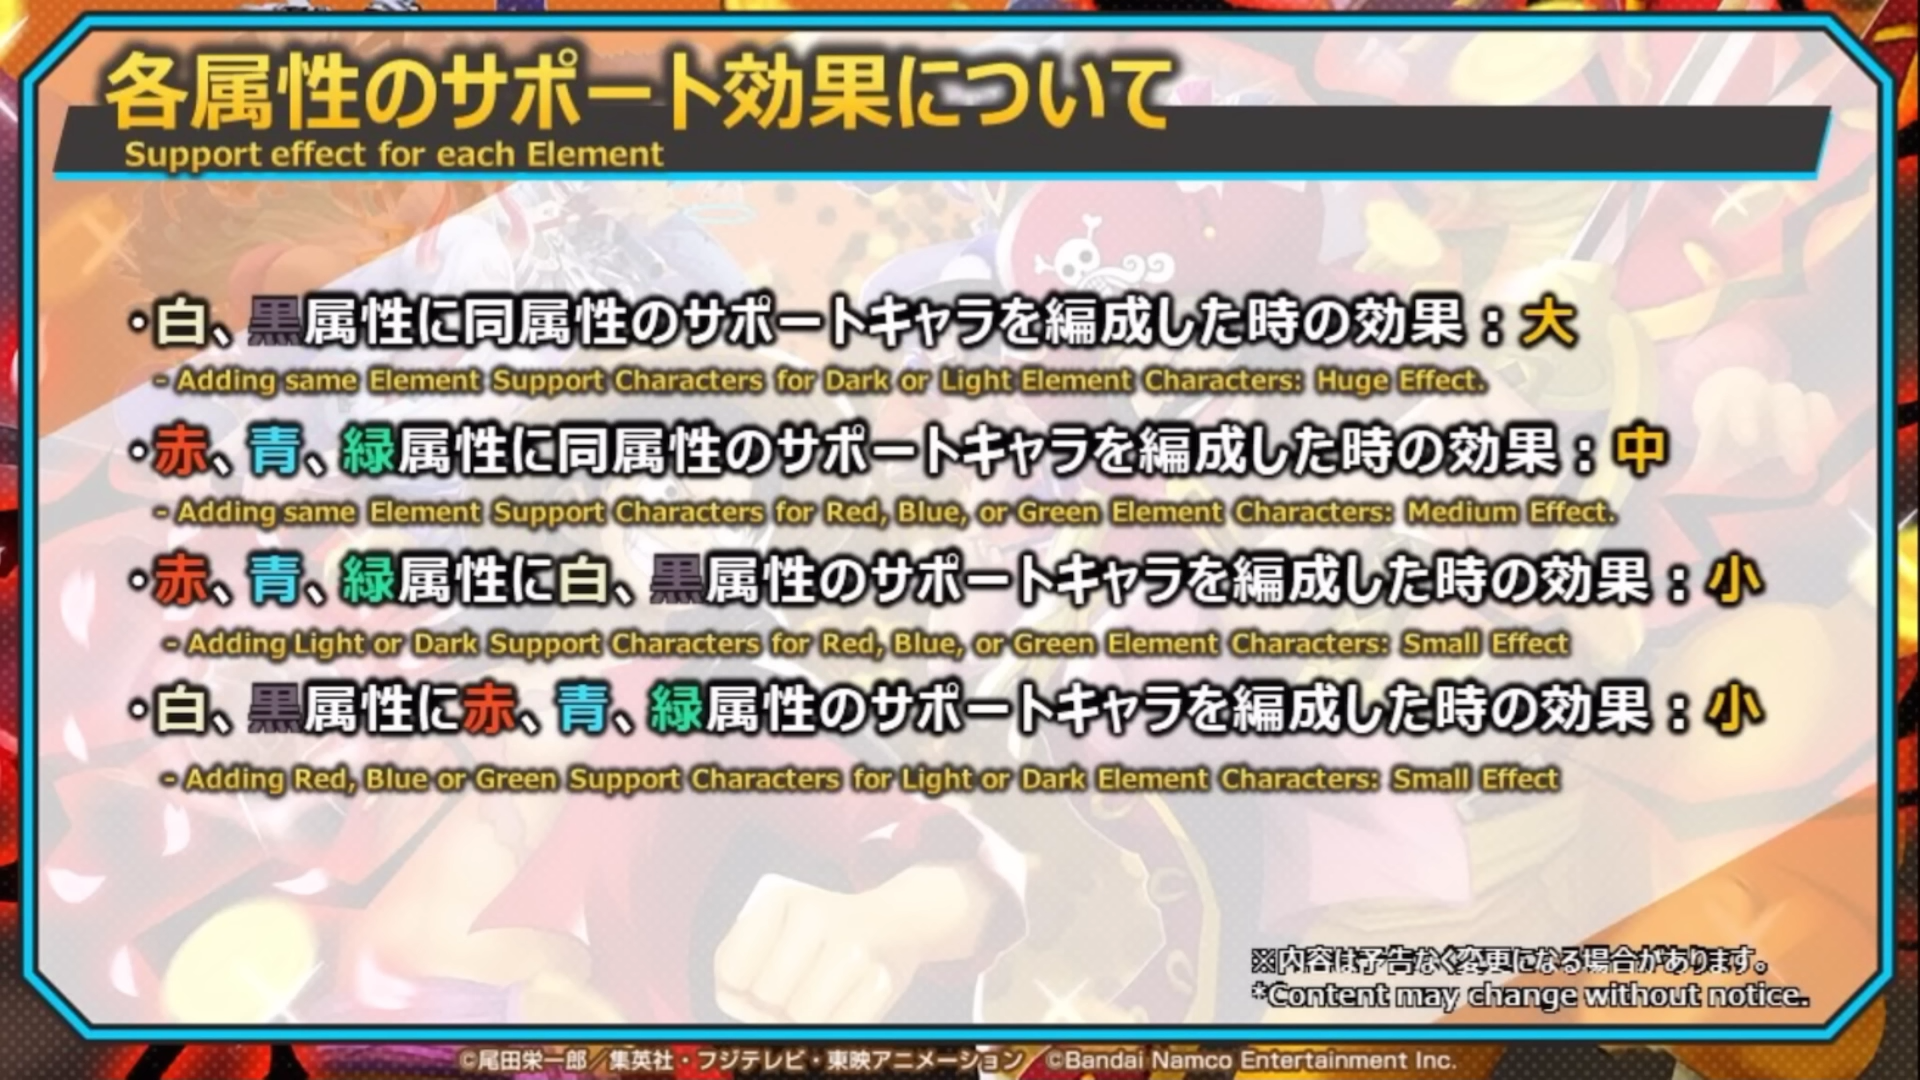 各属性のサポート効果について
Support effect for each Element
・白、黒属性に同属性のサポートキャラを編成した時の効果：大
- Adding same Element Support Characters for Dark or Light Element Characters: Huge Effect.
・赤、青、緑属性に同属性のサポートキャラを編成した時の効果：中
- Adding same Element Support Characters for Red, Blue, or Green Element Characters: Medium Effect.
・赤、青、緑属性に白、黒属性のサポートキャラを編成した時の効果：小
- Adding Light or Dark Support Characters for Red, Blue, or Green Element Characters: Small Effect
・白、黒属性に赤、青、緑属性のサポートキャラを編成した時の効果：小
- Adding Red, Blue or Green Support Characters for Light or Dark Element Characters: Small Effect
※内容は予告なく変更になる場合があります。
*Content may change without notice.
©尾田栄一郎／集英社・フジテレビ・東映アニメーション ©Bandai Namco Entertainment Inc.